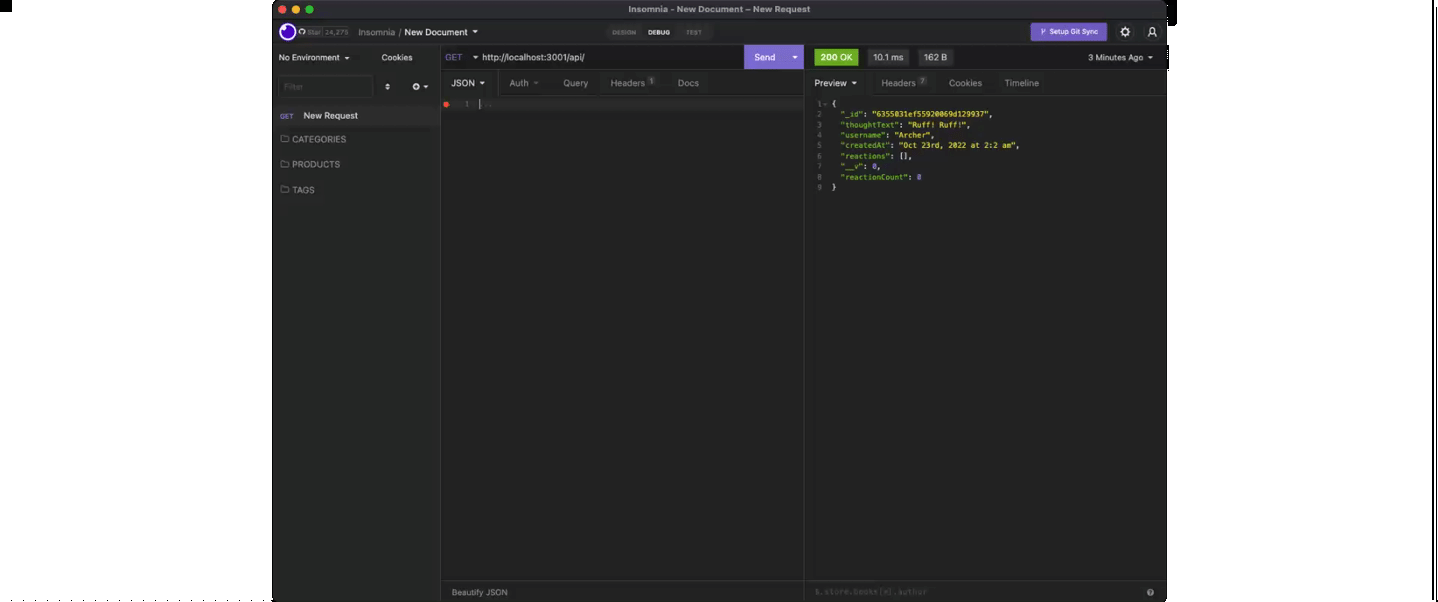 Insomnia - New Document – New Request
Star 24,275 Insomnia / New Document DESIGN DEBUG TEST Setup Git Sync
No Environment Cookies GET http://localhost:3001/api/ Send 200 OK 10.1 ms 162 B 3 Minutes Ago
Filter JSON Auth Query Headers 1 Docs Preview Headers 7 Cookies Timeline
GET New Request
CATEGORIES
PRODUCTS
TAGS
1
1 {
2 "_id": "6355031ef55920069d129937",
3 "thoughtText": "Ruff! Ruff!",
4 "username": "Archer",
5 "createdAt": "Oct 23rd, 2022 at 2:2 am",
6 "reactions": [],
7 "__v": 0,
8 "reactionCount": 0
9 }
Beautify JSON $.store.books[*].author